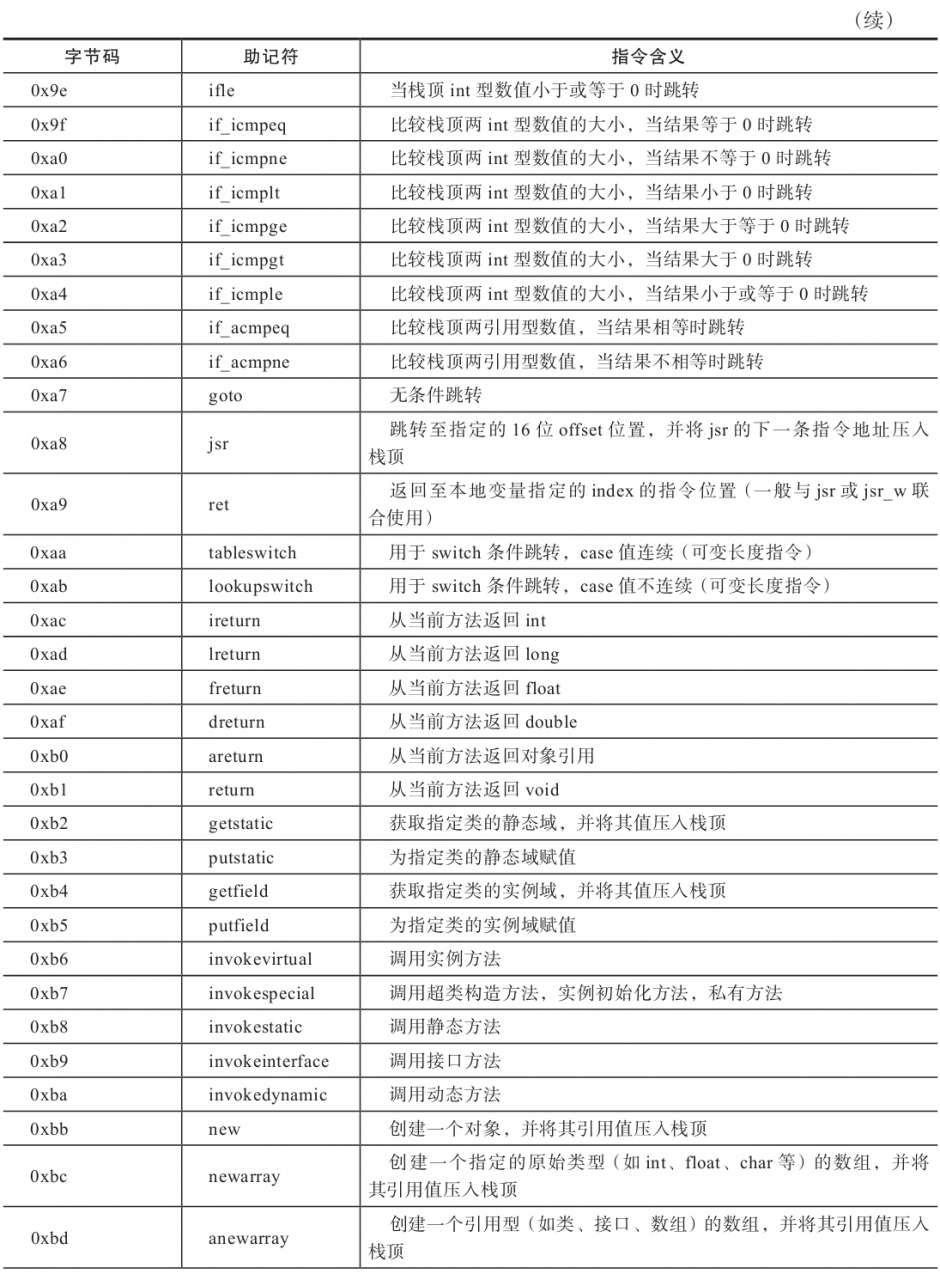 （续）
字节码 助记符 指令含义
0x9e ifle 当栈顶 int 型数值小于或等于 0 时跳转
0x9f if_icmpeq 比较栈顶两 int 型数值的大小，当结果等于 0 时跳转
0xa0 if_icmpne 比较栈顶两 int 型数值的大小，当结果不等于 0 时跳转
0xa1 if_icmplt 比较栈顶两 int 型数值的大小，当结果小于 0 时跳转
0xa2 if_icmpge 比较栈顶两 int 型数值的大小，当结果大于等于 0 时跳转
0xa3 if_icmpgt 比较栈顶两 int 型数值的大小，当结果大于 0 时跳转
0xa4 if_icmple 比较栈顶两 int 型数值的大小，当结果小于或等于 0 时跳转
0xa5 if_acmpeq 比较栈顶两引用型数值，当结果相等时跳转
0xa6 if_acmpne 比较栈顶两引用型数值，当结果不相等时跳转
0xa7 goto 无条件跳转
0xa8 jsr 跳转至指定的 16 位 offset 位置，并将 jsr 的下一条指令地址压入
栈顶
0xa9 ret 返回至本地变量指定的 index 的指令位置（一般与 jsr 或 jsr_w 联
合使用）
0xaa tableswitch 用于 switch 条件跳转，case 值连续（可变长度指令）
0xab lookupswitch 用于 switch 条件跳转，case 值不连续（可变长度指令）
0xac ireturn 从当前方法返回 int
0xad lreturn 从当前方法返回 long
0xae freturn 从当前方法返回 float
0xaf dreturn 从当前方法返回 double
0xb0 areturn 从当前方法返回对象引用
0xb1 return 从当前方法返回 void
0xb2 getstatic 获取指定类的静态域，并将其值压入栈顶
0xb3 putstatic 为指定类的静态域赋值
0xb4 getfield 获取指定类的实例域，并将其值压入栈顶
0xb5 putfield 为指定类的实例域赋值
0xb6 invokevirtual 调用实例方法
0xb7 invokespecial 调用超类构造方法，实例初始化方法，私有方法
0xb8 invokestatic 调用静态方法
0xb9 invokeinterface 调用接口方法
0xba invokedynamic 调用动态方法
0xbb new 创建一个对象，并将其引用值压入栈顶
0xbc newarray 创建一个指定的原始类型（如 int、float、char 等）的数组，并将
其引用值压入栈顶
0xbd anewarray 创建一个引用型（如类、接口、数组）的数组，并将其引用值压入
栈顶